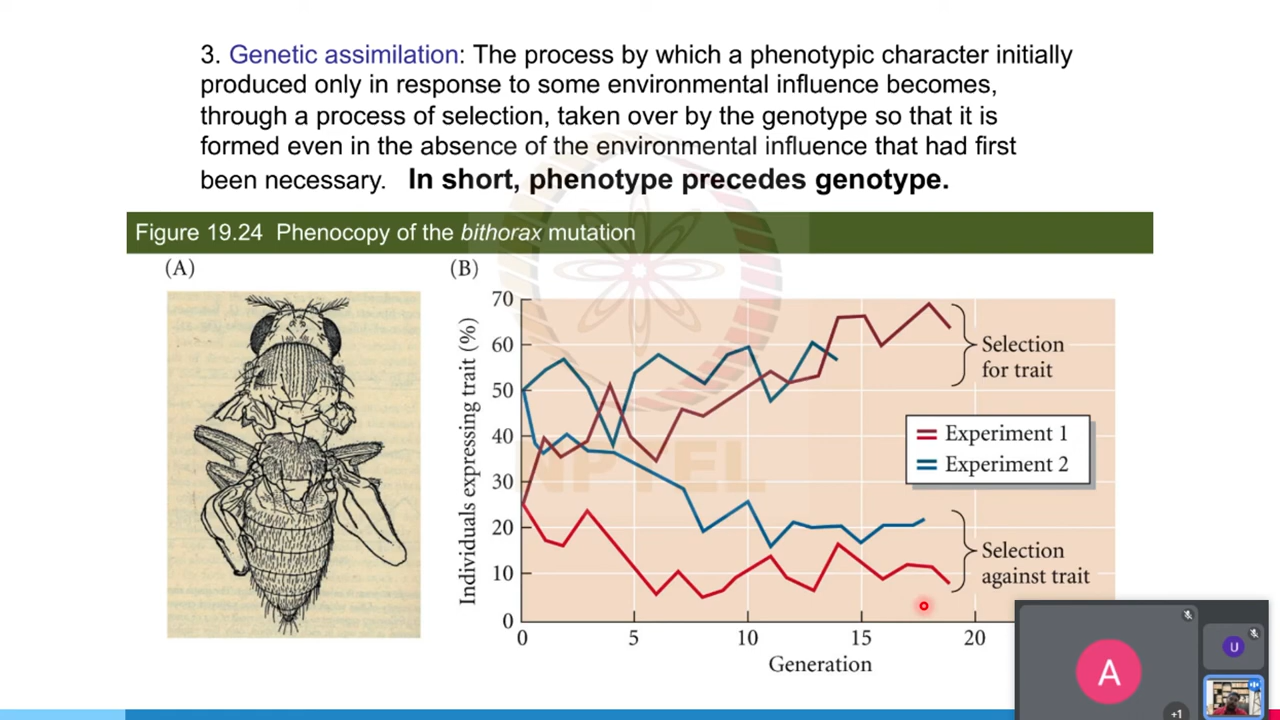 3. Genetic assimilation: The process by which a phenotypic character initially
produced only in response to some environmental influence becomes,
through a process of selection, taken over by the genotype so that it is
formed even in the absence of the environmental influence that had first
been necessary. In short, phenotype precedes genotype.
Figure 19.24 Phenocopy of the bithorax mutation
(A)
(B)
Individuals expressing trait (%)
70
60
50
40
30
20
10
0
0 5 10 15 20
Generation
Selection
for trait
Experiment 1
Experiment 2
Selection
against trait
NPTEL
A
U
+1